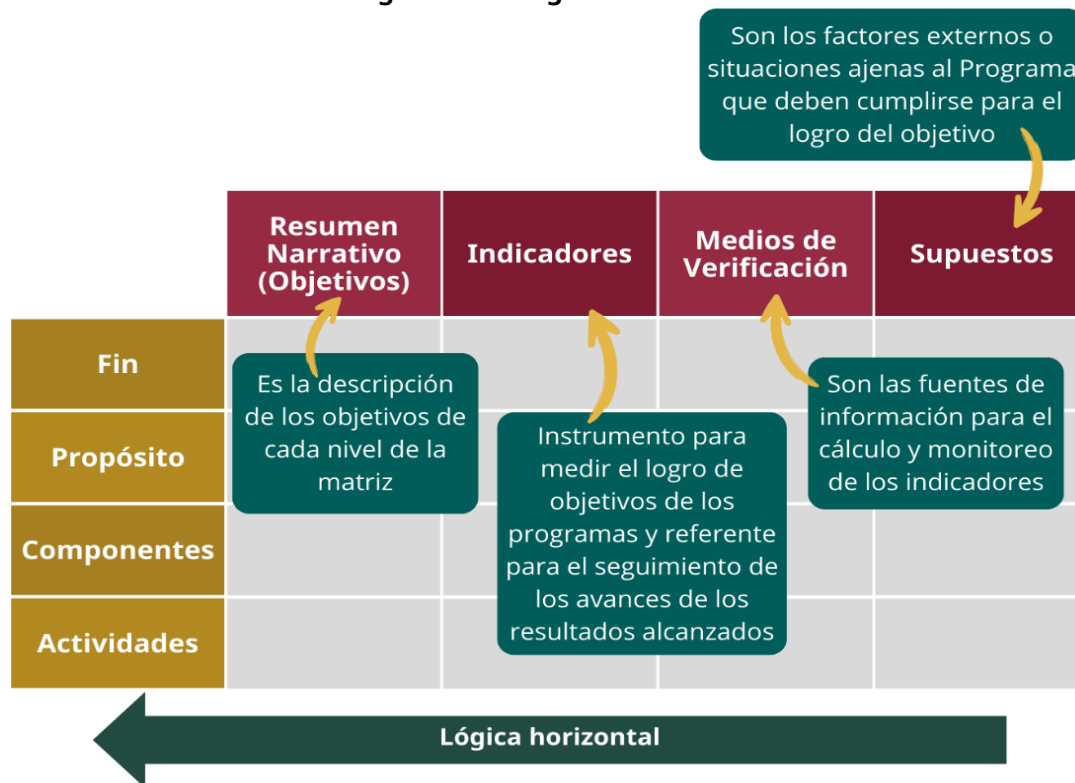 Son los factores externos o
situaciones ajenas al Programa
que deben cumplirse para el
logro del objetivo
Resumen
Narrativo
(Objetivos)
Indicadores
Medios de
Verificación
Supuestos
Fin
Es la descripción
de los objetivos de
cada nivel de la
matriz
Instrumento para
medir el logro de
objetivos de los
programas y referente
para el seguimiento de
los avances de los
resultados alcanzados
Son las fuentes de
información para el
cálculo y monitoreo
de los indicadores
Propósito
Componentes
Actividades
Lógica horizontal